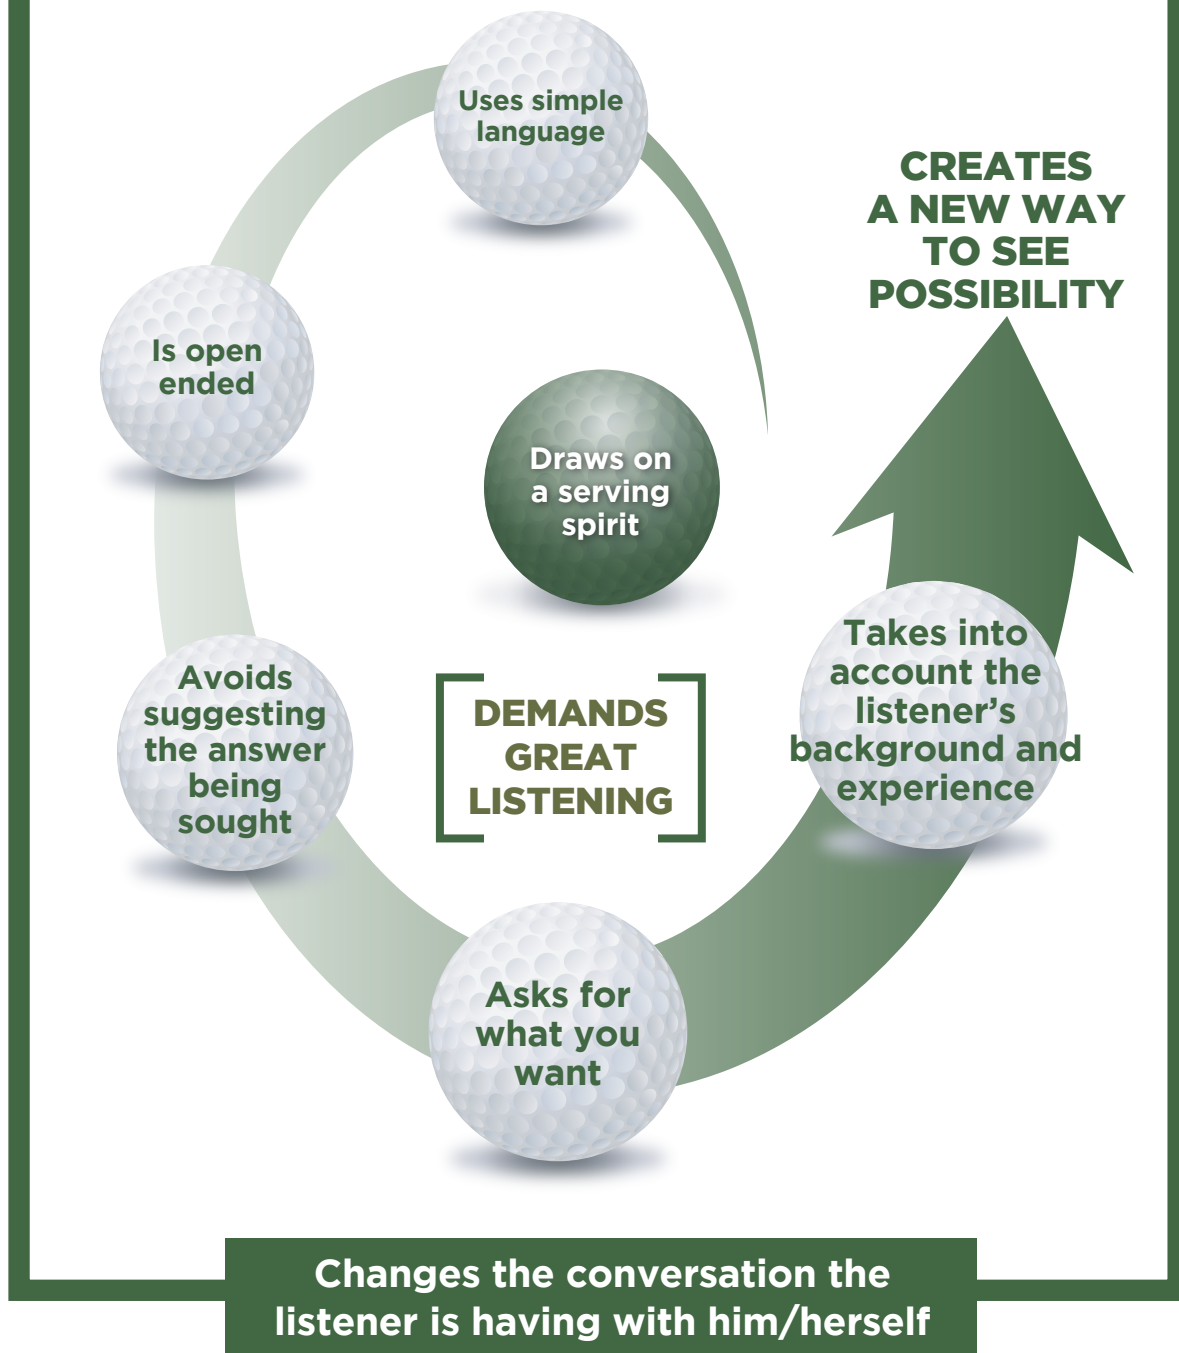 Uses simple
language
CREATES
A NEW WAY
TO SEE
POSSIBILITY
Is open
ended
Draws on
a serving
spirit
Takes into
account the
listener’s
background and
experience
Avoids
suggesting
the answer
being
sought
DEMANDS
GREAT
LISTENING
Asks for
what you
want
Changes the conversation the
listener is having with him/herself